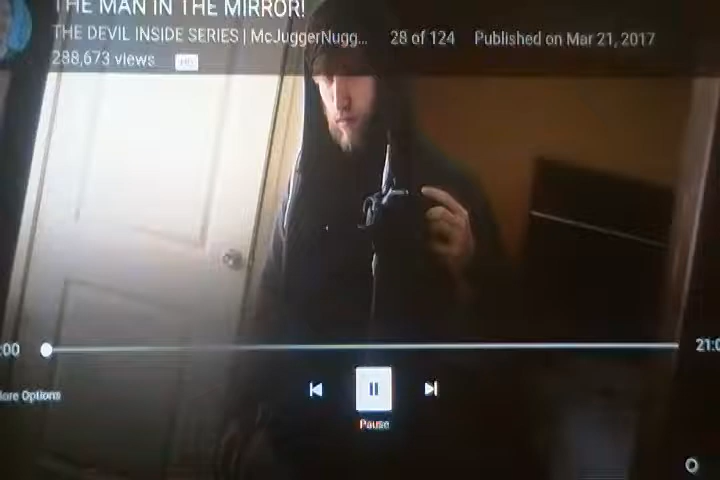 THE MAN IN THE MIRROR!
THE DEVIL INSIDE SERIES | McJuggerNugg... 28 of 124 Published on Mar 21, 2017
288,673 views HD
:00 21:0
ore Options
Pause